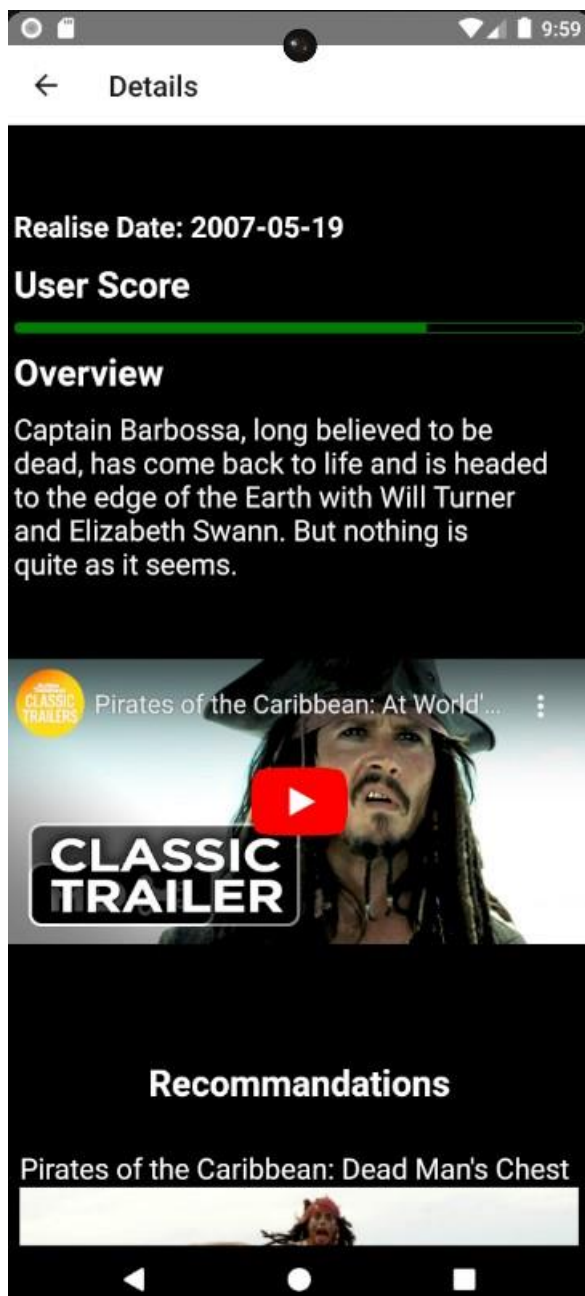 9:59
Details
Realise Date: 2007-05-19
User Score
Overview
Captain Barbossa, long believed to be
dead, has come back to life and is headed
to the edge of the Earth with Will Turner
and Elizabeth Swann. But nothing is
quite as it seems.
CLASSIC
TRAILERS
Pirates of the Caribbean: At World'...
CLASSIC
TRAILER
Recommandations
Pirates of the Caribbean: Dead Man's Chest